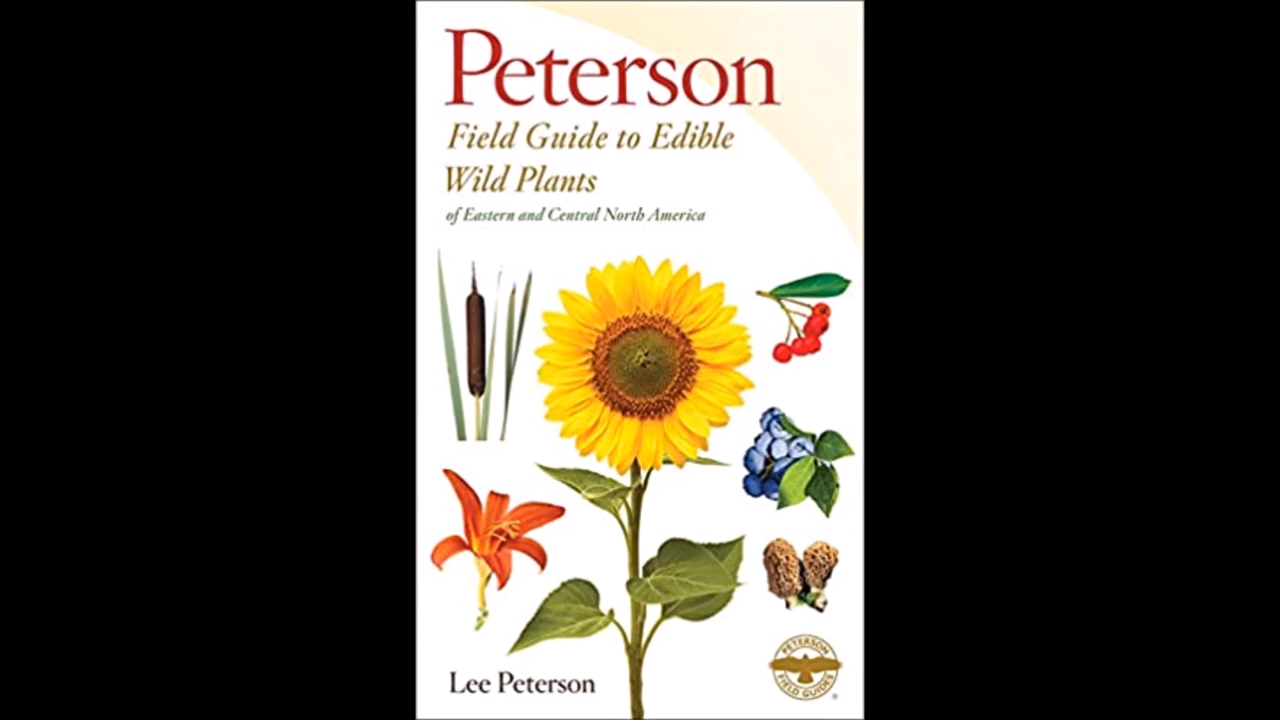 Peterson
Field Guide to Edible
Wild Plants
of Eastern and Central North America
Lee Peterson
PETERSON
FIELD GUIDES
®